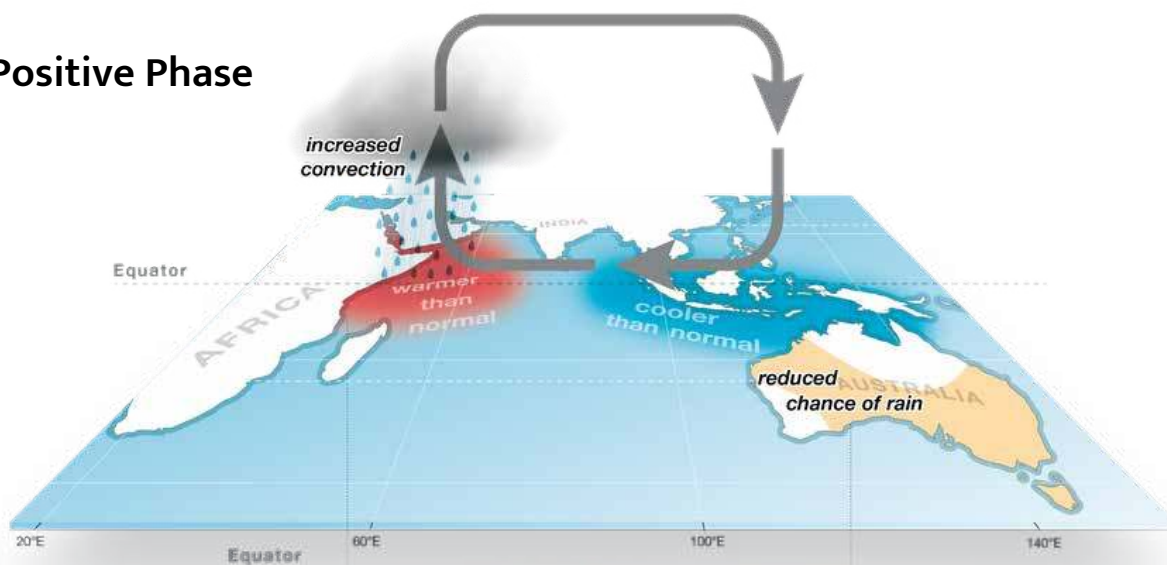 Positive Phase
increased
convection
INDIA
Equator
AFRICA
warmer
than
normal
cooler
than normal
reduced
chance of rain
AUSTRALIA
20°E
60°E
100°E
140°E
Equator